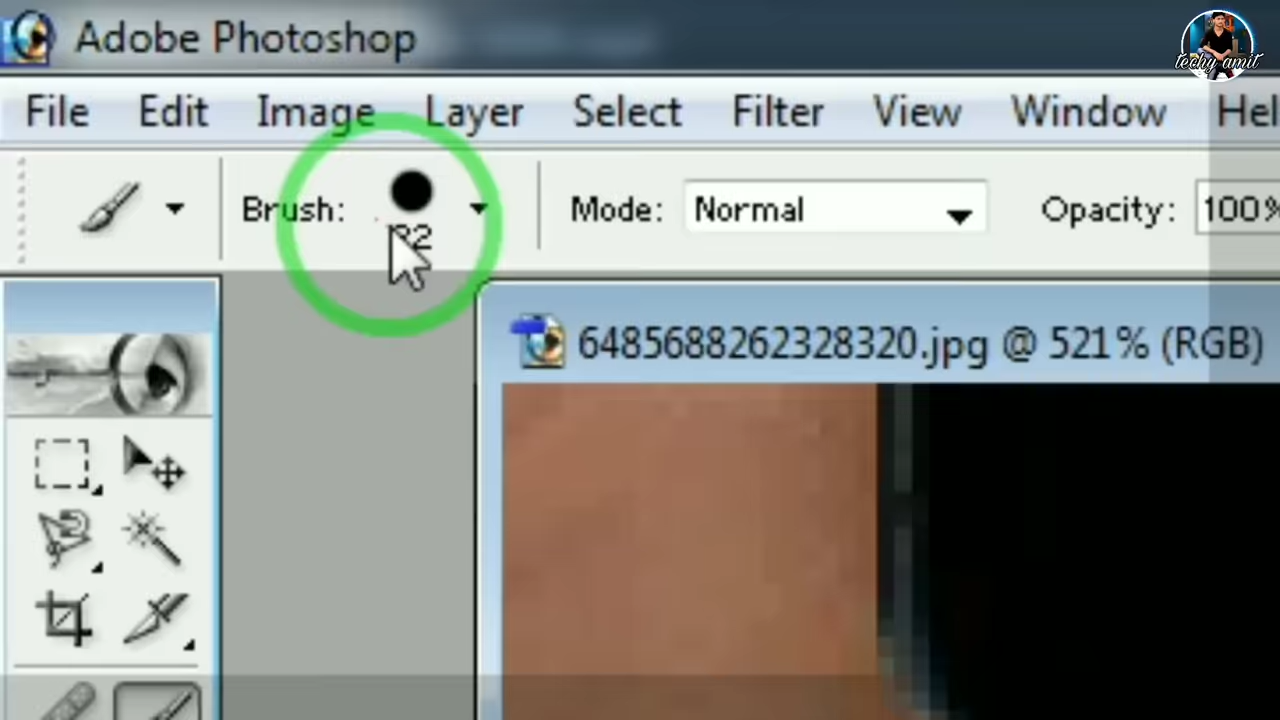 Adobe Photoshop
techy amit
File Edit Image Layer Select Filter View Window Hel
Brush: Mode: Normal Opacity: 100%
6485688262328320.jpg @ 521% (RGB)